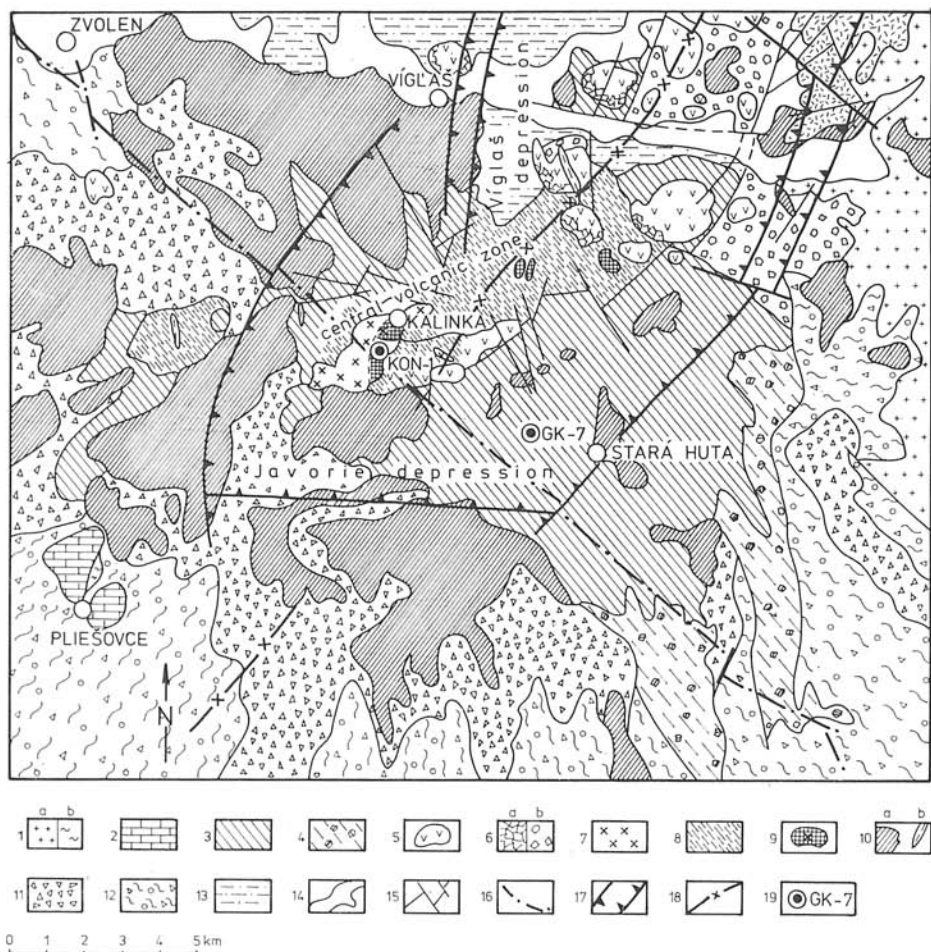 ZVOLEN
VÍGĽAŠ
Vígľaš depression
central volcanic zone
KALINKA
KON-1
GK-7
STARÁ HUTA
Javorie depression
PLIEŠOVCE
N
a b a b a b
1 2 3 4 5 6 7 8 9 10
11 12 13 14 15 16 17 18 19 GK-7
0 1 2 3 4 5 km